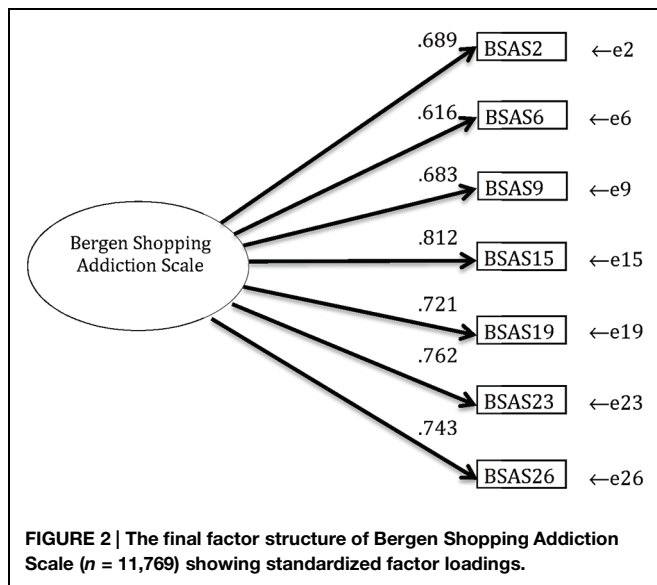 .689
BSAS2 ←e2
.616
BSAS6 ←e6
.683
BSAS9 ←e9
Bergen Shopping
Addiction Scale
.812
BSAS15 ←e15
.721
BSAS19 ←e19
.762
BSAS23 ←e23
.743
BSAS26 ←e26
FIGURE 2 | The final factor structure of Bergen Shopping Addiction
Scale (n = 11,769) showing standardized factor loadings.